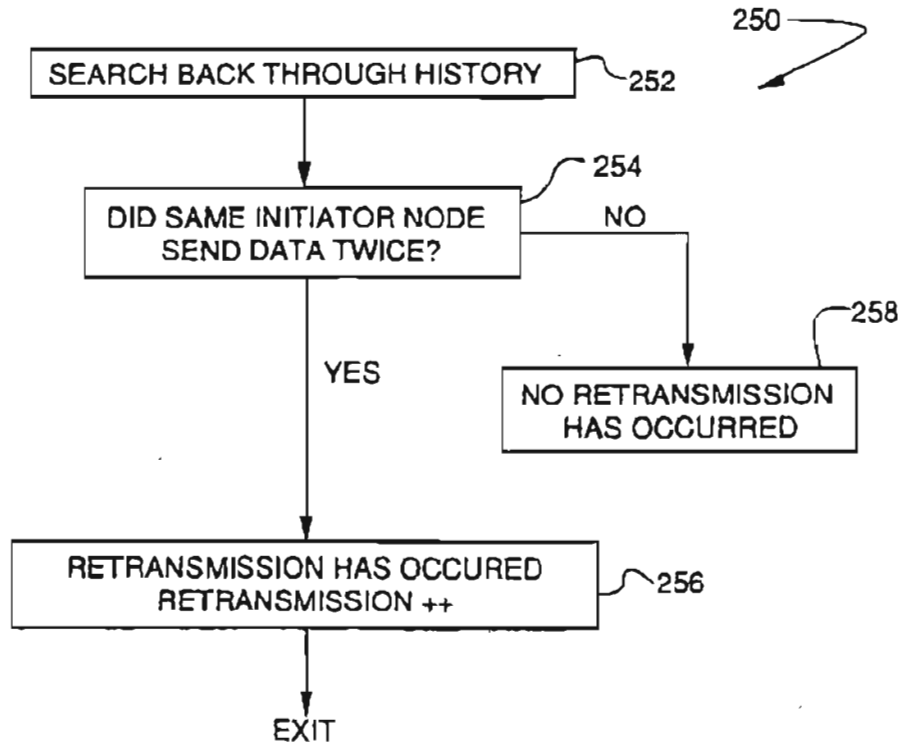 250
SEARCH BACK THROUGH HISTORY
252
254
DID SAME INITIATOR NODE
SEND DATA TWICE?
NO
258
YES
NO RETRANSMISSION
HAS OCCURRED
RETRANSMISSION HAS OCCURED
RETRANSMISSION ++
256
EXIT